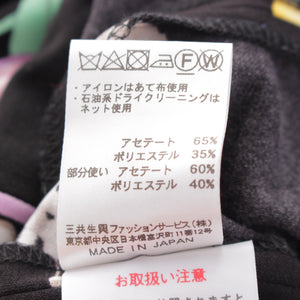 F W
・アイロンはあて布使用
・石油系ドライクリーニングは
ネット使用
アセテート 65%
ポリエステル 35%
部分使い アセテート 60%
ポリエステル 40%
三共生興ファッションサービス(株)
東京都中央区日本橋富沢町11番12号
MADE IN JAPAN
お取扱い注意